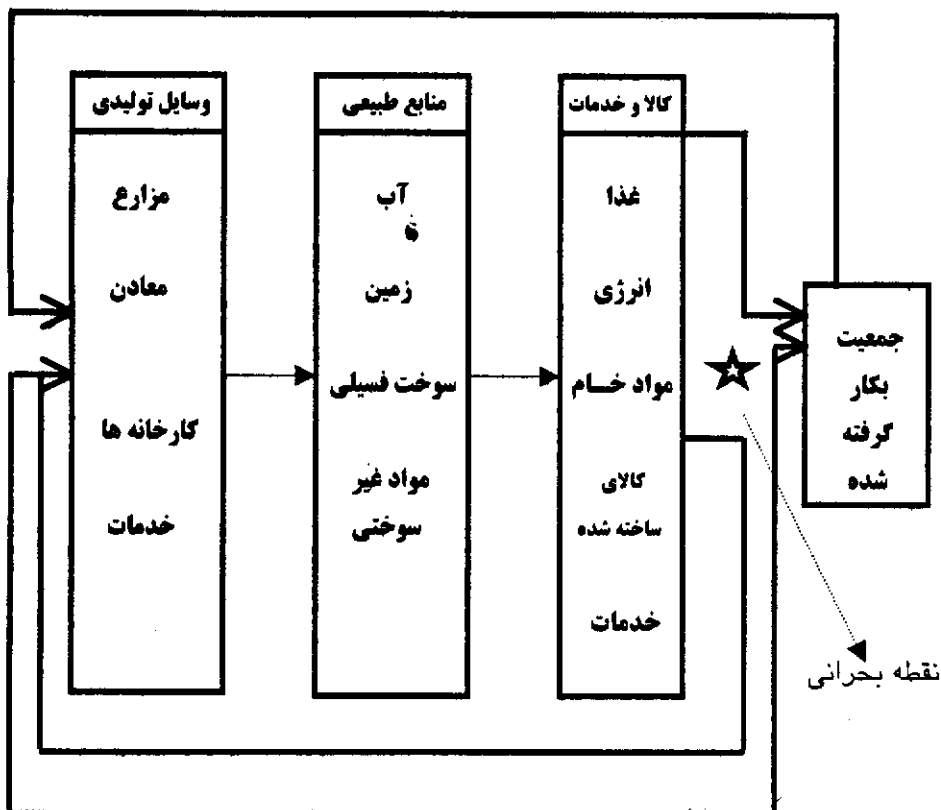 وسایل تولیدی
مزارع
معادن
کارخانه ها
خدمات
منابع طبیعی
آب
زمین
سوخت فسیلی
مواد غیر
سوختی
کالا و خدمات
غذا
انرژی
مواد خـــام
کالای
ساخته شده
خدمات
جمعیت
بکار
گرفته
شده
نقطه بحرانی